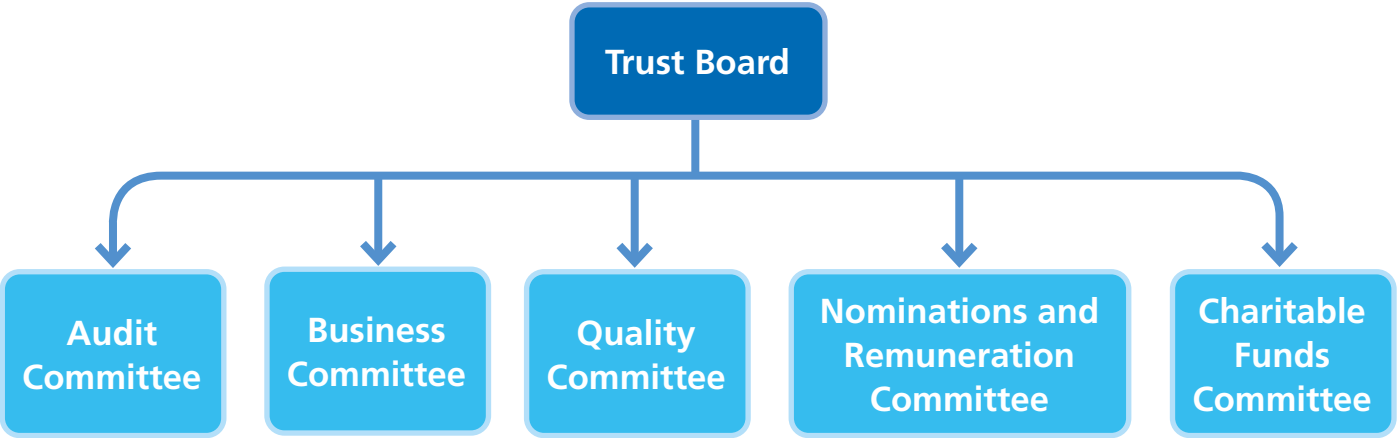 Trust Board
Audit
Committee
Business
Committee
Quality
Committee
Nominations and
Remuneration
Committee
Charitable
Funds
Committee